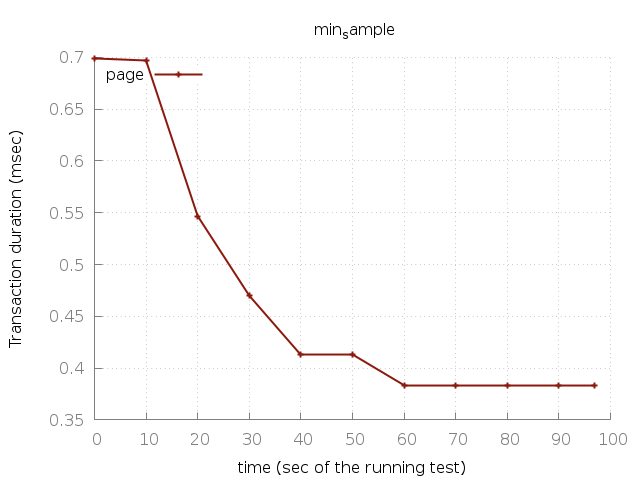 min_sample
0.7
page
0.65
0.6
0.55
0.5
0.45
0.4
0.35
Transaction duration (msec)
0 10 20 30 40 50 60 70 80 90 100
time (sec of the running test)